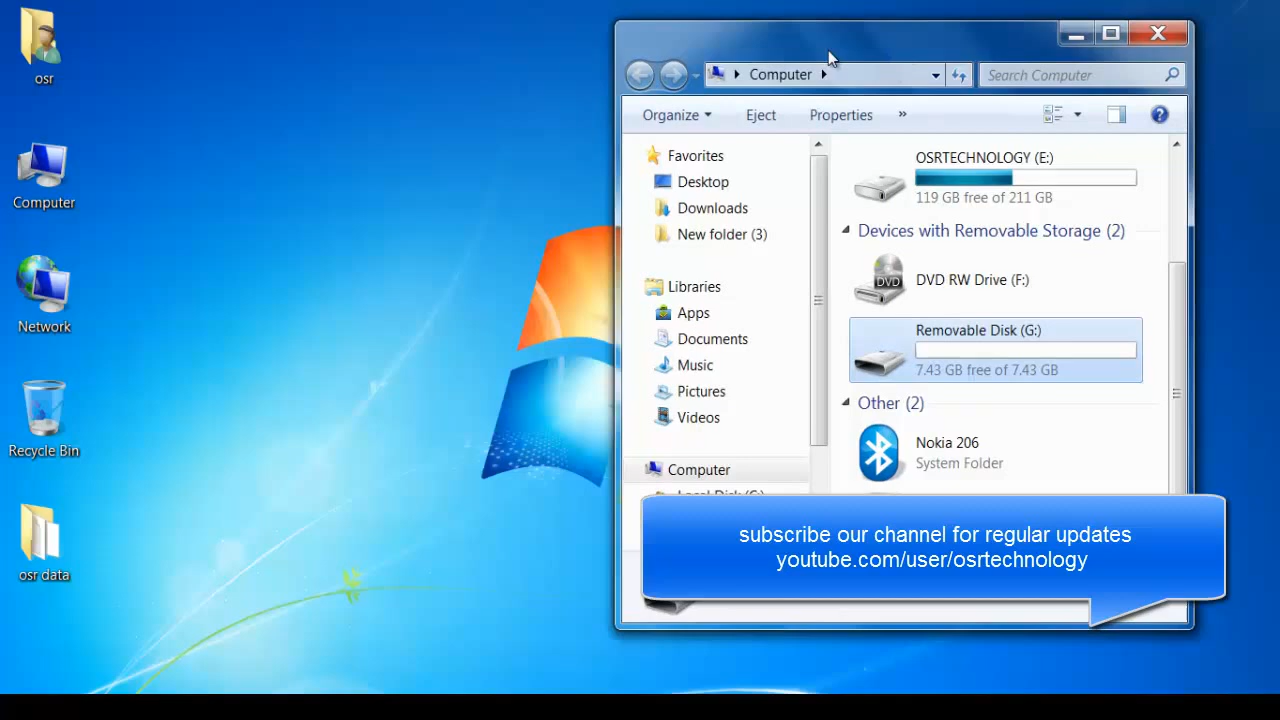 osr
Computer
Network
Recycle Bin
osr data
Computer
Search Computer
Organize
Eject
Properties
»
Favorites
Desktop
Downloads
New folder (3)
Libraries
Apps
Documents
Music
Pictures
Videos
Computer
OSRTECHNOLOGY (E:)
119 GB free of 211 GB
Devices with Removable Storage (2)
DVD
DVD RW Drive (F:)
Removable Disk (G:)
7.43 GB free of 7.43 GB
Other (2)
Nokia 206
System Folder
subscribe our channel for regular updates
youtube.com/user/osrtechnology